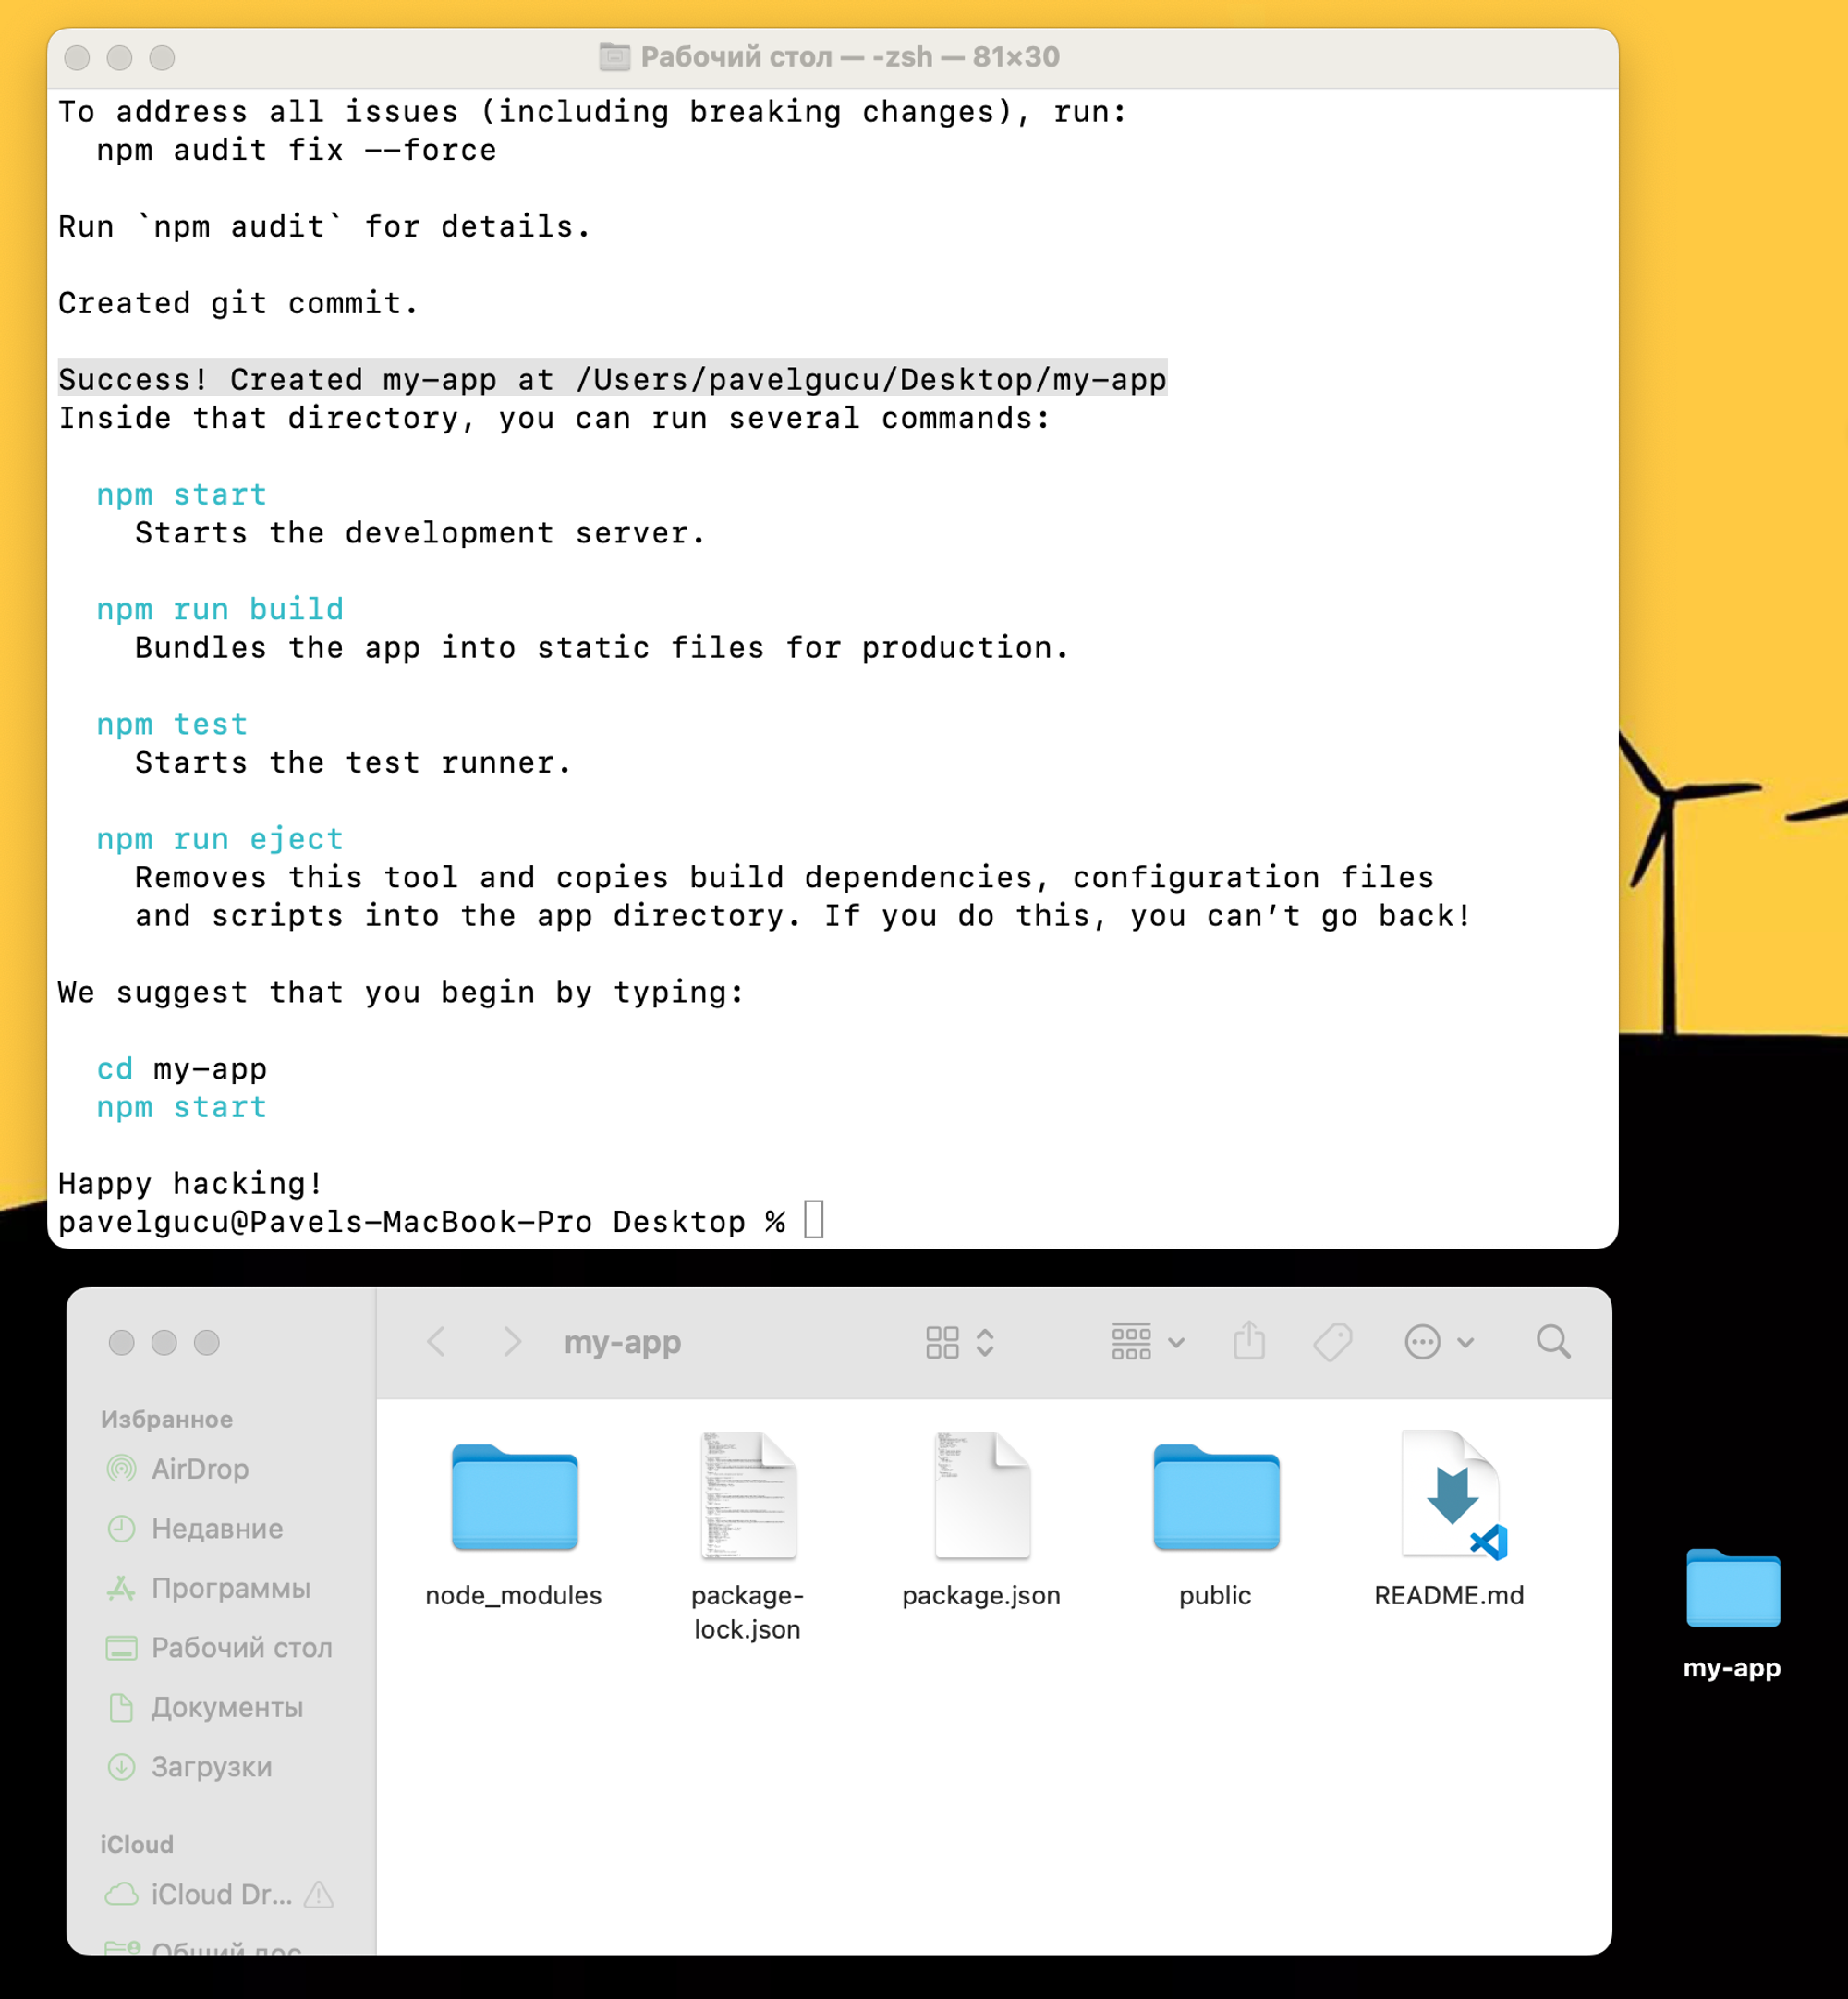 Рабочий стол — -zsh — 81×30
To address all issues (including breaking changes), run:
npm audit fix --force
Run `npm audit` for details.
Created git commit.
Success! Created my-app at /Users/pavelgucu/Desktop/my-app
Inside that directory, you can run several commands:
npm start
Starts the development server.
npm run build
Bundles the app into static files for production.
npm test
Starts the test runner.
npm run eject
Removes this tool and copies build dependencies, configuration files
and scripts into the app directory. If you do this, you can’t go back!
We suggest that you begin by typing:
cd my-app
npm start
Happy hacking!
pavelgucu@Pavels-MacBook-Pro Desktop %
my-app
Избранное
AirDrop
Недавние
Программы
Рабочий стол
Документы
Загрузки
iCloud
iCloud Dr...
node_modules
package-
lock.json
package.json
public
README.md
my-app